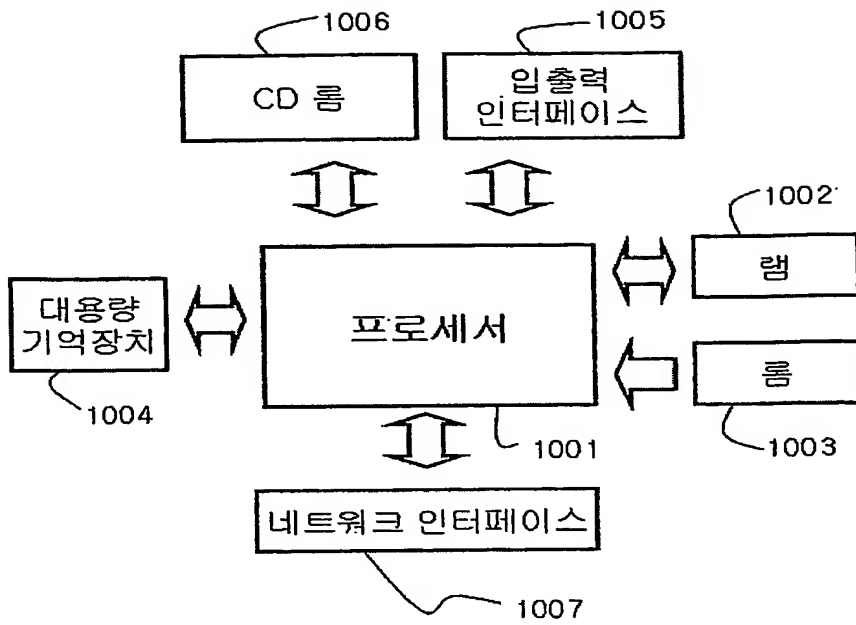 1006
1005
CD 롬
입출력
인터페이스
1002
램
대용량
기억장치
프로세서
롬
1004
1001
1003
네트워크 인터페이스
1007